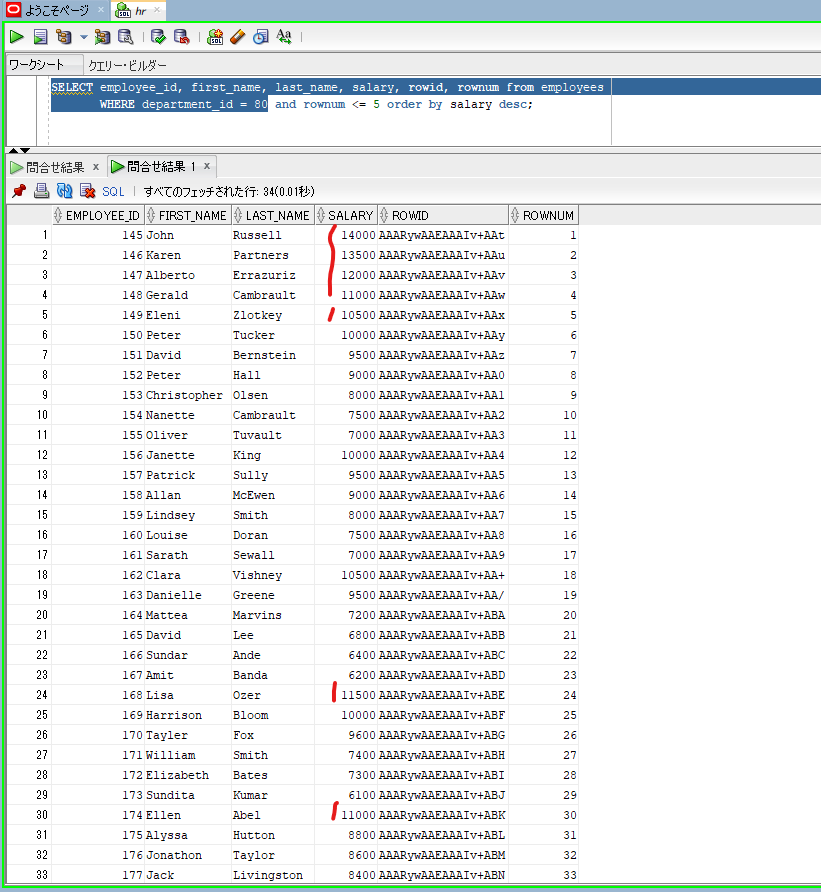 ようこそページ × hr ×
ワークシート クエリー・ビルダー
SELECT employee_id, first_name, last_name, salary, rowid, rownum from employees
WHERE department_id = 80 and rownum <= 5 order by salary desc;
問合せ結果 × 問合せ結果 1 ×
SQL | すべてのフェッチされた行: 34(0.01秒)
EMPLOYEE_ID FIRST_NAME LAST_NAME SALARY ROWID ROWNUM
1 145 John Russell 14000 AAARywAAEAAAIv+AAt 1
2 146 Karen Partners 13500 AAARywAAEAAAIv+AAu 2
3 147 Alberto Errazuriz 12000 AAARywAAEAAAIv+AAv 3
4 148 Gerald Cambrault 11000 AAARywAAEAAAIv+AAw 4
5 149 Eleni Zlotkey 10500 AAARywAAEAAAIv+AAx 5
6 150 Peter Tucker 10000 AAARywAAEAAAIv+AAy 6
7 151 David Bernstein 9500 AAARywAAEAAAIv+AAz 7
8 152 Peter Hall 9000 AAARywAAEAAAIv+AA0 8
9 153 Christopher Olsen 8000 AAARywAAEAAAIv+AA1 9
10 154 Nanette Cambrault 7500 AAARywAAEAAAIv+AA2 10
11 155 Oliver Tuvault 7000 AAARywAAEAAAIv+AA3 11
12 156 Janette King 10000 AAARywAAEAAAIv+AA4 12
13 157 Patrick Sully 9500 AAARywAAEAAAIv+AA5 13
14 158 Allan McEwen 9000 AAARywAAEAAAIv+AA6 14
15 159 Lindsey Smith 8000 AAARywAAEAAAIv+AA7 15
16 160 Louise Doran 7500 AAARywAAEAAAIv+AA8 16
17 161 Sarath Sewall 7000 AAARywAAEAAAIv+AA9 17
18 162 Clara Vishney 10500 AAARywAAEAAAIv+AA+ 18
19 163 Danielle Greene 9500 AAARywAAEAAAIv+AA/ 19
20 164 Mattea Marvins 7200 AAARywAAEAAAIv+ABA 20
21 165 David Lee 6800 AAARywAAEAAAIv+ABB 21
22 166 Sundar Ande 6400 AAARywAAEAAAIv+ABC 22
23 167 Amit Banda 6200 AAARywAAEAAAIv+ABD 23
24 168 Lisa Ozer 11500 AAARywAAEAAAIv+ABE 24
25 169 Harrison Bloom 10000 AAARywAAEAAAIv+ABF 25
26 170 Tayler Fox 9600 AAARywAAEAAAIv+ABG 26
27 171 William Smith 7400 AAARywAAEAAAIv+ABH 27
28 172 Elizabeth Bates 7300 AAARywAAEAAAIv+ABI 28
29 173 Sundita Kumar 6100 AAARywAAEAAAIv+ABJ 29
30 174 Ellen Abel 11000 AAARywAAEAAAIv+ABK 30
31 175 Alyssa Hutton 8800 AAARywAAEAAAIv+ABL 31
32 176 Jonathon Taylor 8600 AAARywAAEAAAIv+ABM 32
33 177 Jack Livingston 8400 AAARywAAEAAAIv+ABN 33